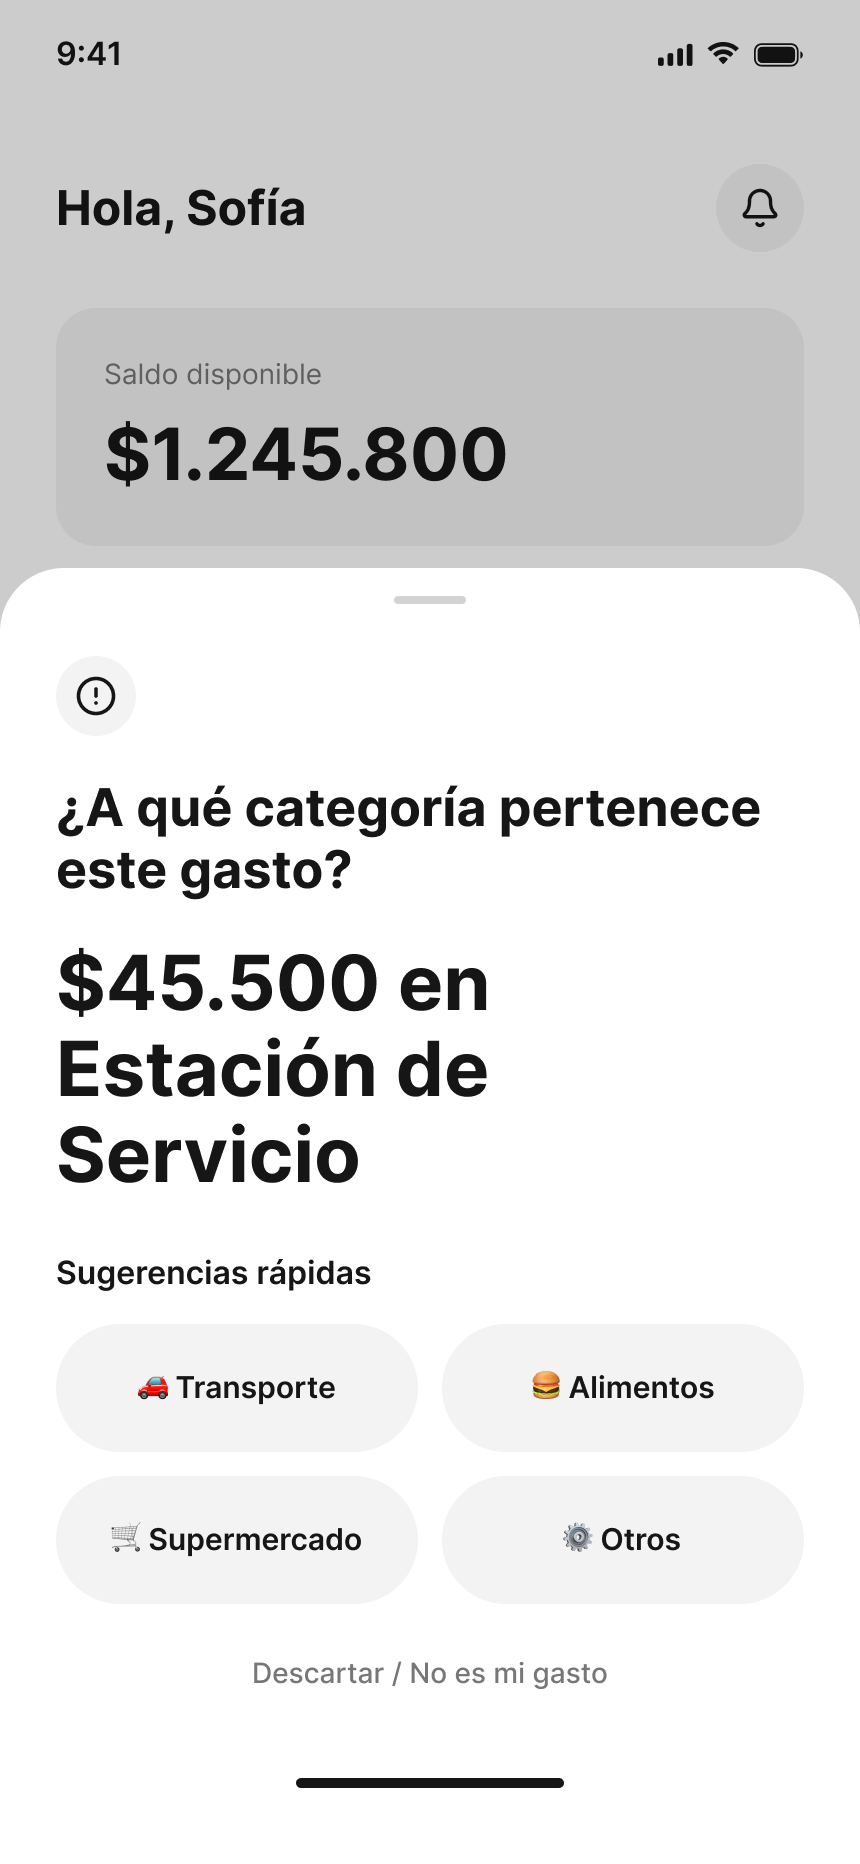 9:41
Hola, Sofía
Saldo disponible
$1.245.800
¿A qué categoría pertenece
este gasto?
$45.500 en
Estación de
Servicio
Sugerencias rápidas
🚗 Transporte
🍔 Alimentos
🛒 Supermercado
⚙️ Otros
Descartar / No es mi gasto